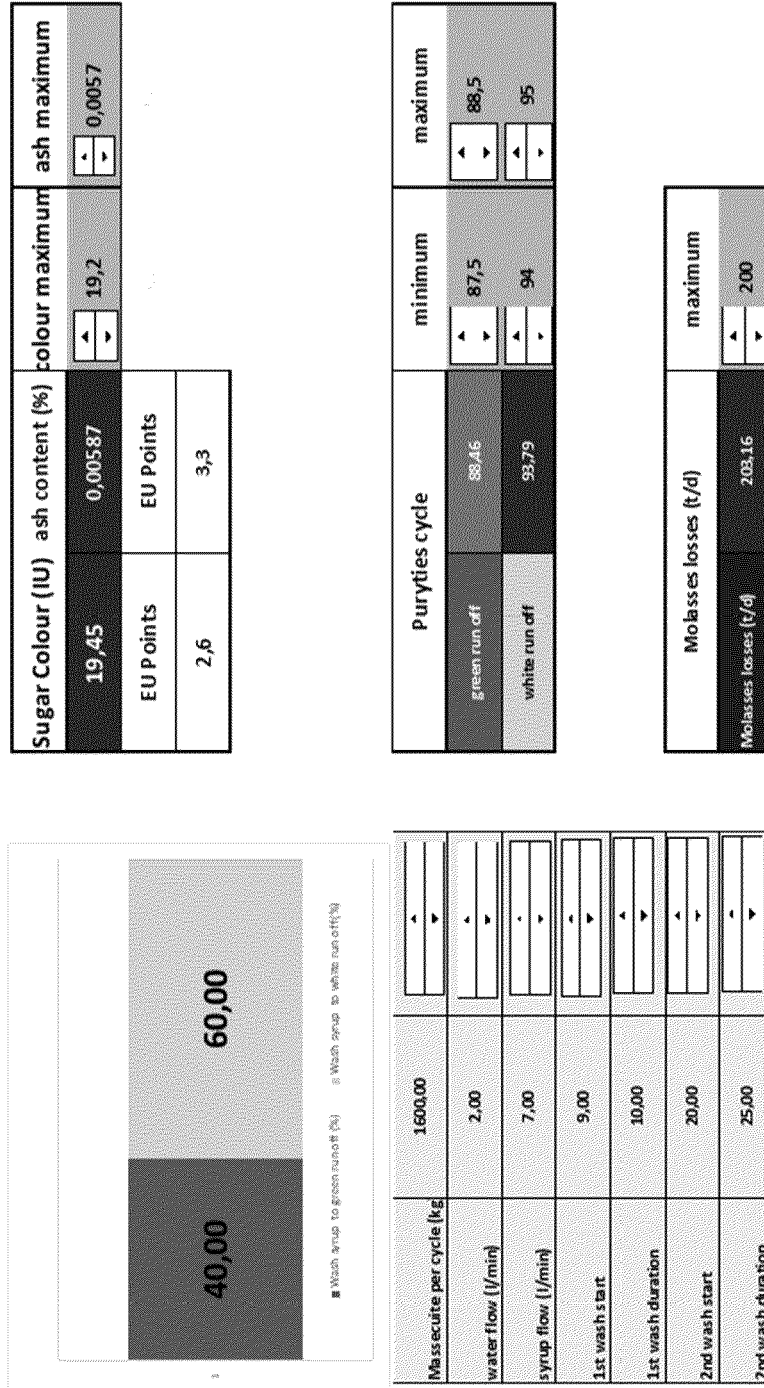 40,00 60,00
Wash syrup to green run off (%) Wash syrup to white run off(%)
Massecuite per cycle (kg 1600,00
water flow (l/min) 2,00
syrup flow (l/min) 7,00
1st wash start 9,00
1st wash duration 10,00
2nd wash start 20,00
2nd wash duration 25,00
Sugar Colour (IU) ash content (%) colour maximum ash maximum
19,45 0,00587 19,2 0,0057
EU Points EU Points
2,6 3,3
Puryties cycle minimum maximum
green run off 88,46 87,5 88,5
white run off 93,79 94 95
Molasses losses (t/d) maximum
Molasses losses (t/d) 203,16 200